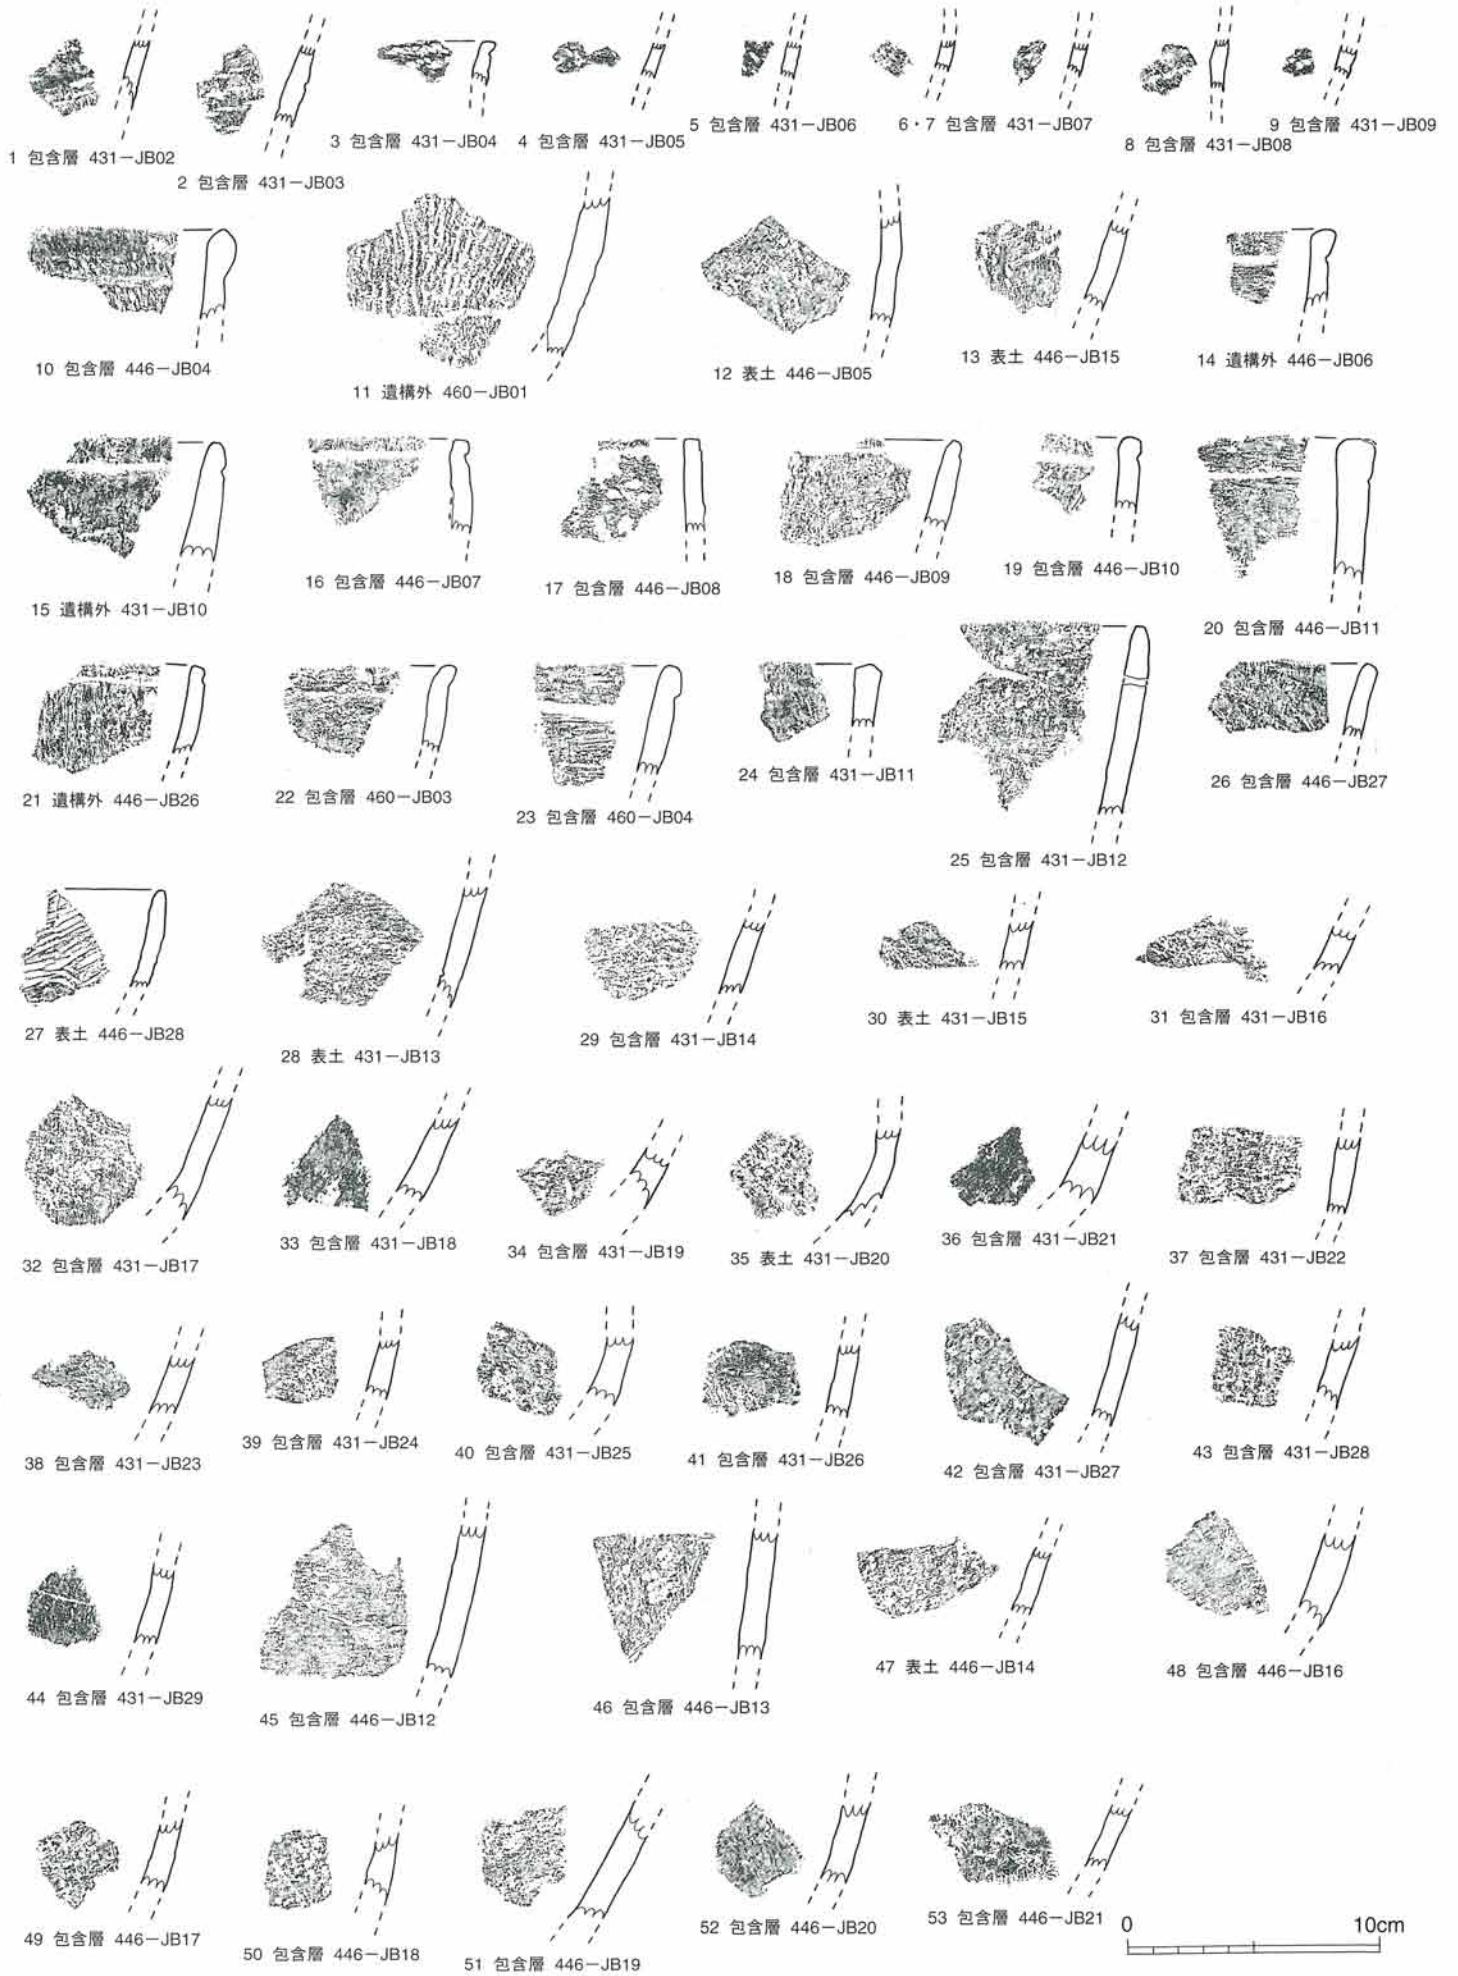 1 包含層 431-JB02
2 包含層 431-JB03
3 包含層 431-JB04
4 包含層 431-JB05
5 包含層 431-JB06
6・7 包含層 431-JB07
8 包含層 431-JB08
9 包含層 431-JB09
10 包含層 446-JB04
11 遺構外 460-JB01
12 表土 446-JB05
13 表土 446-JB15
14 遺構外 446-JB06
15 遺構外 431-JB10
16 包含層 446-JB07
17 包含層 446-JB08
18 包含層 446-JB09
19 包含層 446-JB10
20 包含層 446-JB11
21 遺構外 446-JB26
22 包含層 460-JB03
23 包含層 460-JB04
24 包含層 431-JB11
25 包含層 431-JB12
26 包含層 446-JB27
27 表土 446-JB28
28 表土 431-JB13
29 包含層 431-JB14
30 表土 431-JB15
31 包含層 431-JB16
32 包含層 431-JB17
33 包含層 431-JB18
34 包含層 431-JB19
35 表土 431-JB20
36 包含層 431-JB21
37 包含層 431-JB22
38 包含層 431-JB23
39 包含層 431-JB24
40 包含層 431-JB25
41 包含層 431-JB26
42 包含層 431-JB27
43 包含層 431-JB28
44 包含層 431-JB29
45 包含層 446-JB12
46 包含層 446-JB13
47 表土 446-JB14
48 包含層 446-JB16
49 包含層 446-JB17
50 包含層 446-JB18
51 包含層 446-JB19
52 包含層 446-JB20
53 包含層 446-JB21
0 10cm